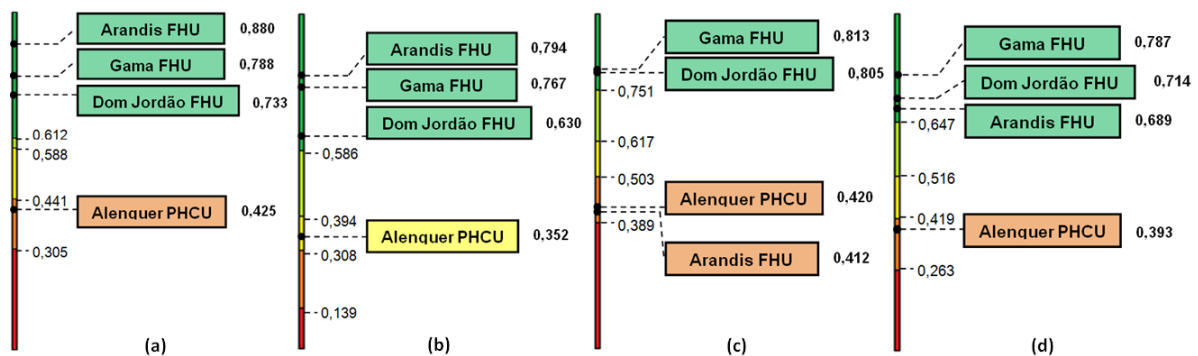 Arandis FHU 0,880
Gama FHU 0,788
Dom Jordão FHU 0,733
0,612
0,588
0,441
Alenquer PHCU 0,425
0,305
(a)
Arandis FHU 0,794
Gama FHU 0,767
Dom Jordão FHU 0,630
0,586
0,394
Alenquer PHCU 0,352
0,308
0,139
(b)
Gama FHU 0,813
Dom Jordão FHU 0,805
0,751
0,617
0,503
Alenquer PHCU 0,420
0,389
Arandis FHU 0,412
(c)
Gama FHU 0,787
Dom Jordão FHU 0,714
Arandis FHU 0,689
0,647
0,516
0,419
Alenquer PHCU 0,393
0,263
(d)